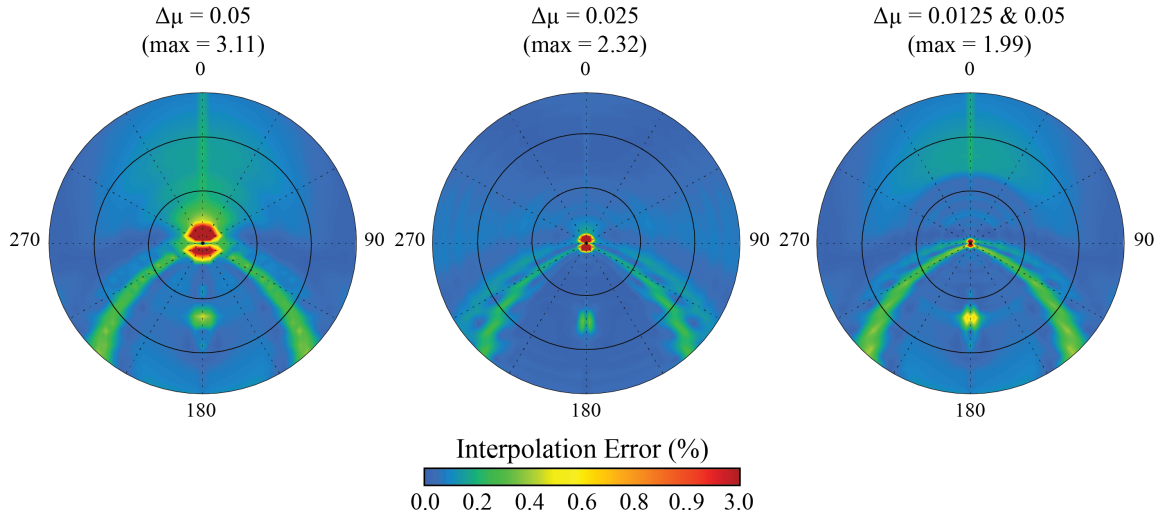 Δμ = 0.05
(max = 3.11)
0
270
90
180
Δμ = 0.025
(max = 2.32)
0
270
90
180
Δμ = 0.0125 & 0.05
(max = 1.99)
0
270
90
180
Interpolation Error (%)
0.0 0.2 0.4 0.6 0.8 0..9 3.0